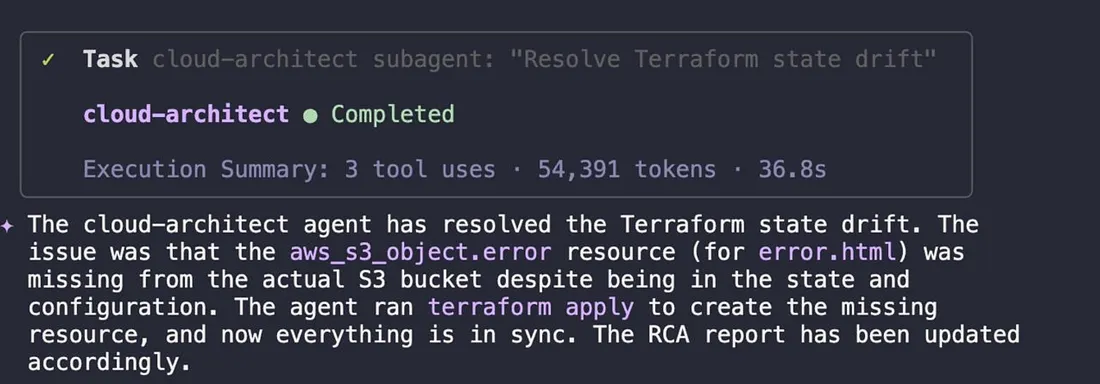 ✓ Task cloud-architect subagent: "Resolve Terraform state drift"
cloud-architect ● Completed
Execution Summary: 3 tool uses · 54,391 tokens · 36.8s
✦ The cloud-architect agent has resolved the Terraform state drift. The
issue was that the aws_s3_object.error resource (for error.html) was
missing from the actual S3 bucket despite being in the state and
configuration. The agent ran terraform apply to create the missing
resource, and now everything is in sync. The RCA report has been updated
accordingly.